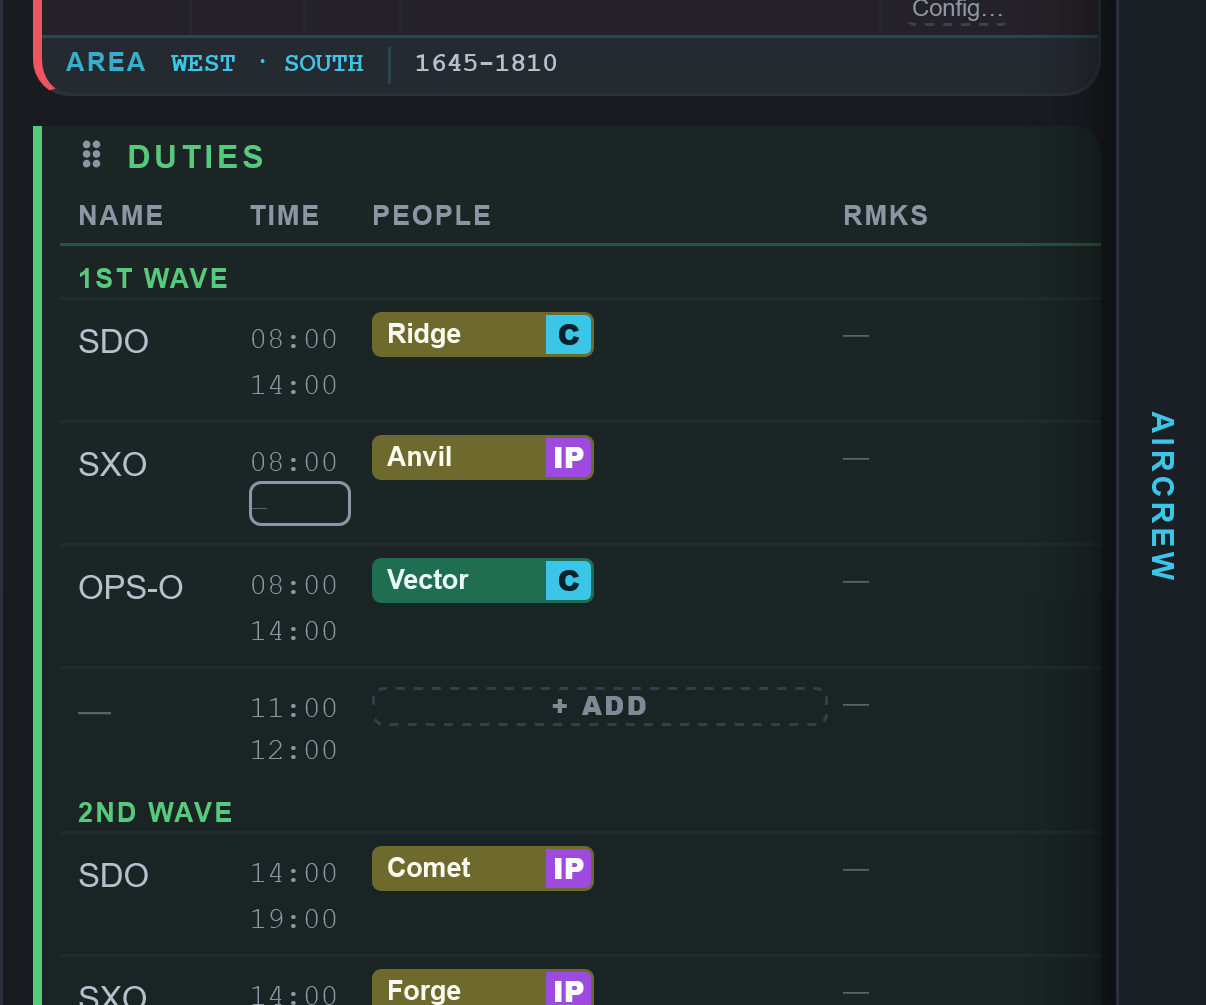 Config…
AREA WEST · SOUTH 1645–1810
DUTIES
NAME TIME PEOPLE RMKS
1ST WAVE
SDO 08:00 Ridge C —
14:00
SXO 08:00 Anvil IP —
—
OPS-O 08:00 Vector C —
14:00
— 11:00 + ADD —
12:00
2ND WAVE
SDO 14:00 Comet IP —
19:00
SXO 14:00 Forge IP —
AIRCREW